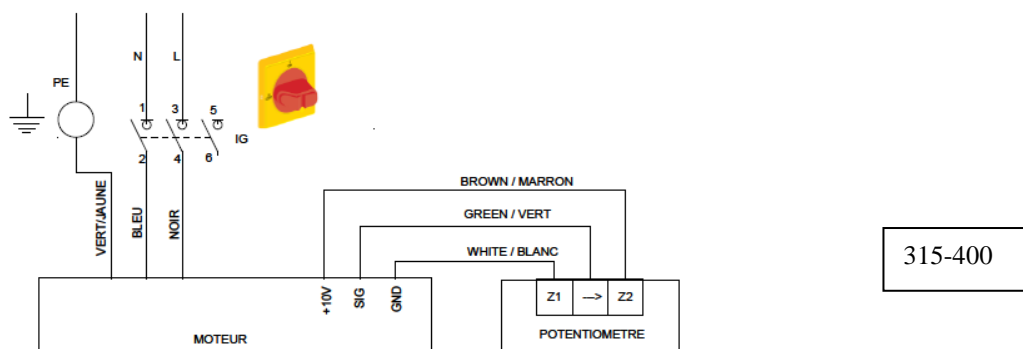 N L
PE
1 3 5
IG
2 4 6
VERT/JAUNE
BLEU
NOIR
BROWN / MARRON
GREEN / VERT
WHITE / BLANC
315-400
+10V
SIG
GND
Z1 --> Z2
MOTEUR
POTENTIOMETRE